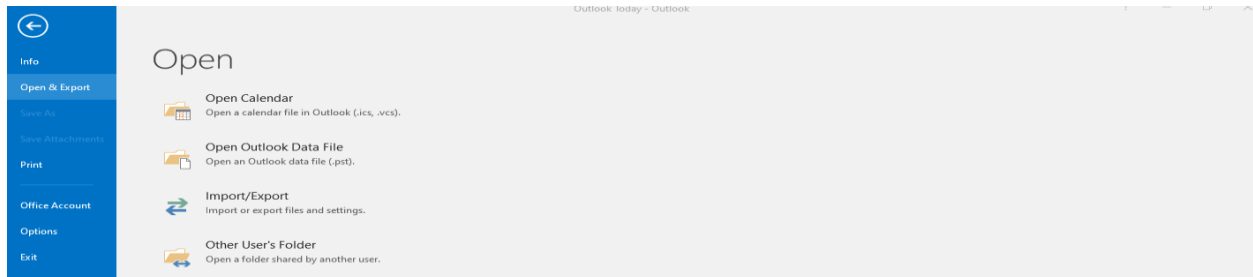 Outlook Today - Outlook
?
Info
Open & Export
Save As
Save Attachments
Print
Office Account
Options
Exit
Open
Open Calendar
Open a calendar file in Outlook (.ics, .vcs).
Open Outlook Data File
Open an Outlook data file (.pst).
Import/Export
Import or export files and settings.
Other User's Folder
Open a folder shared by another user.